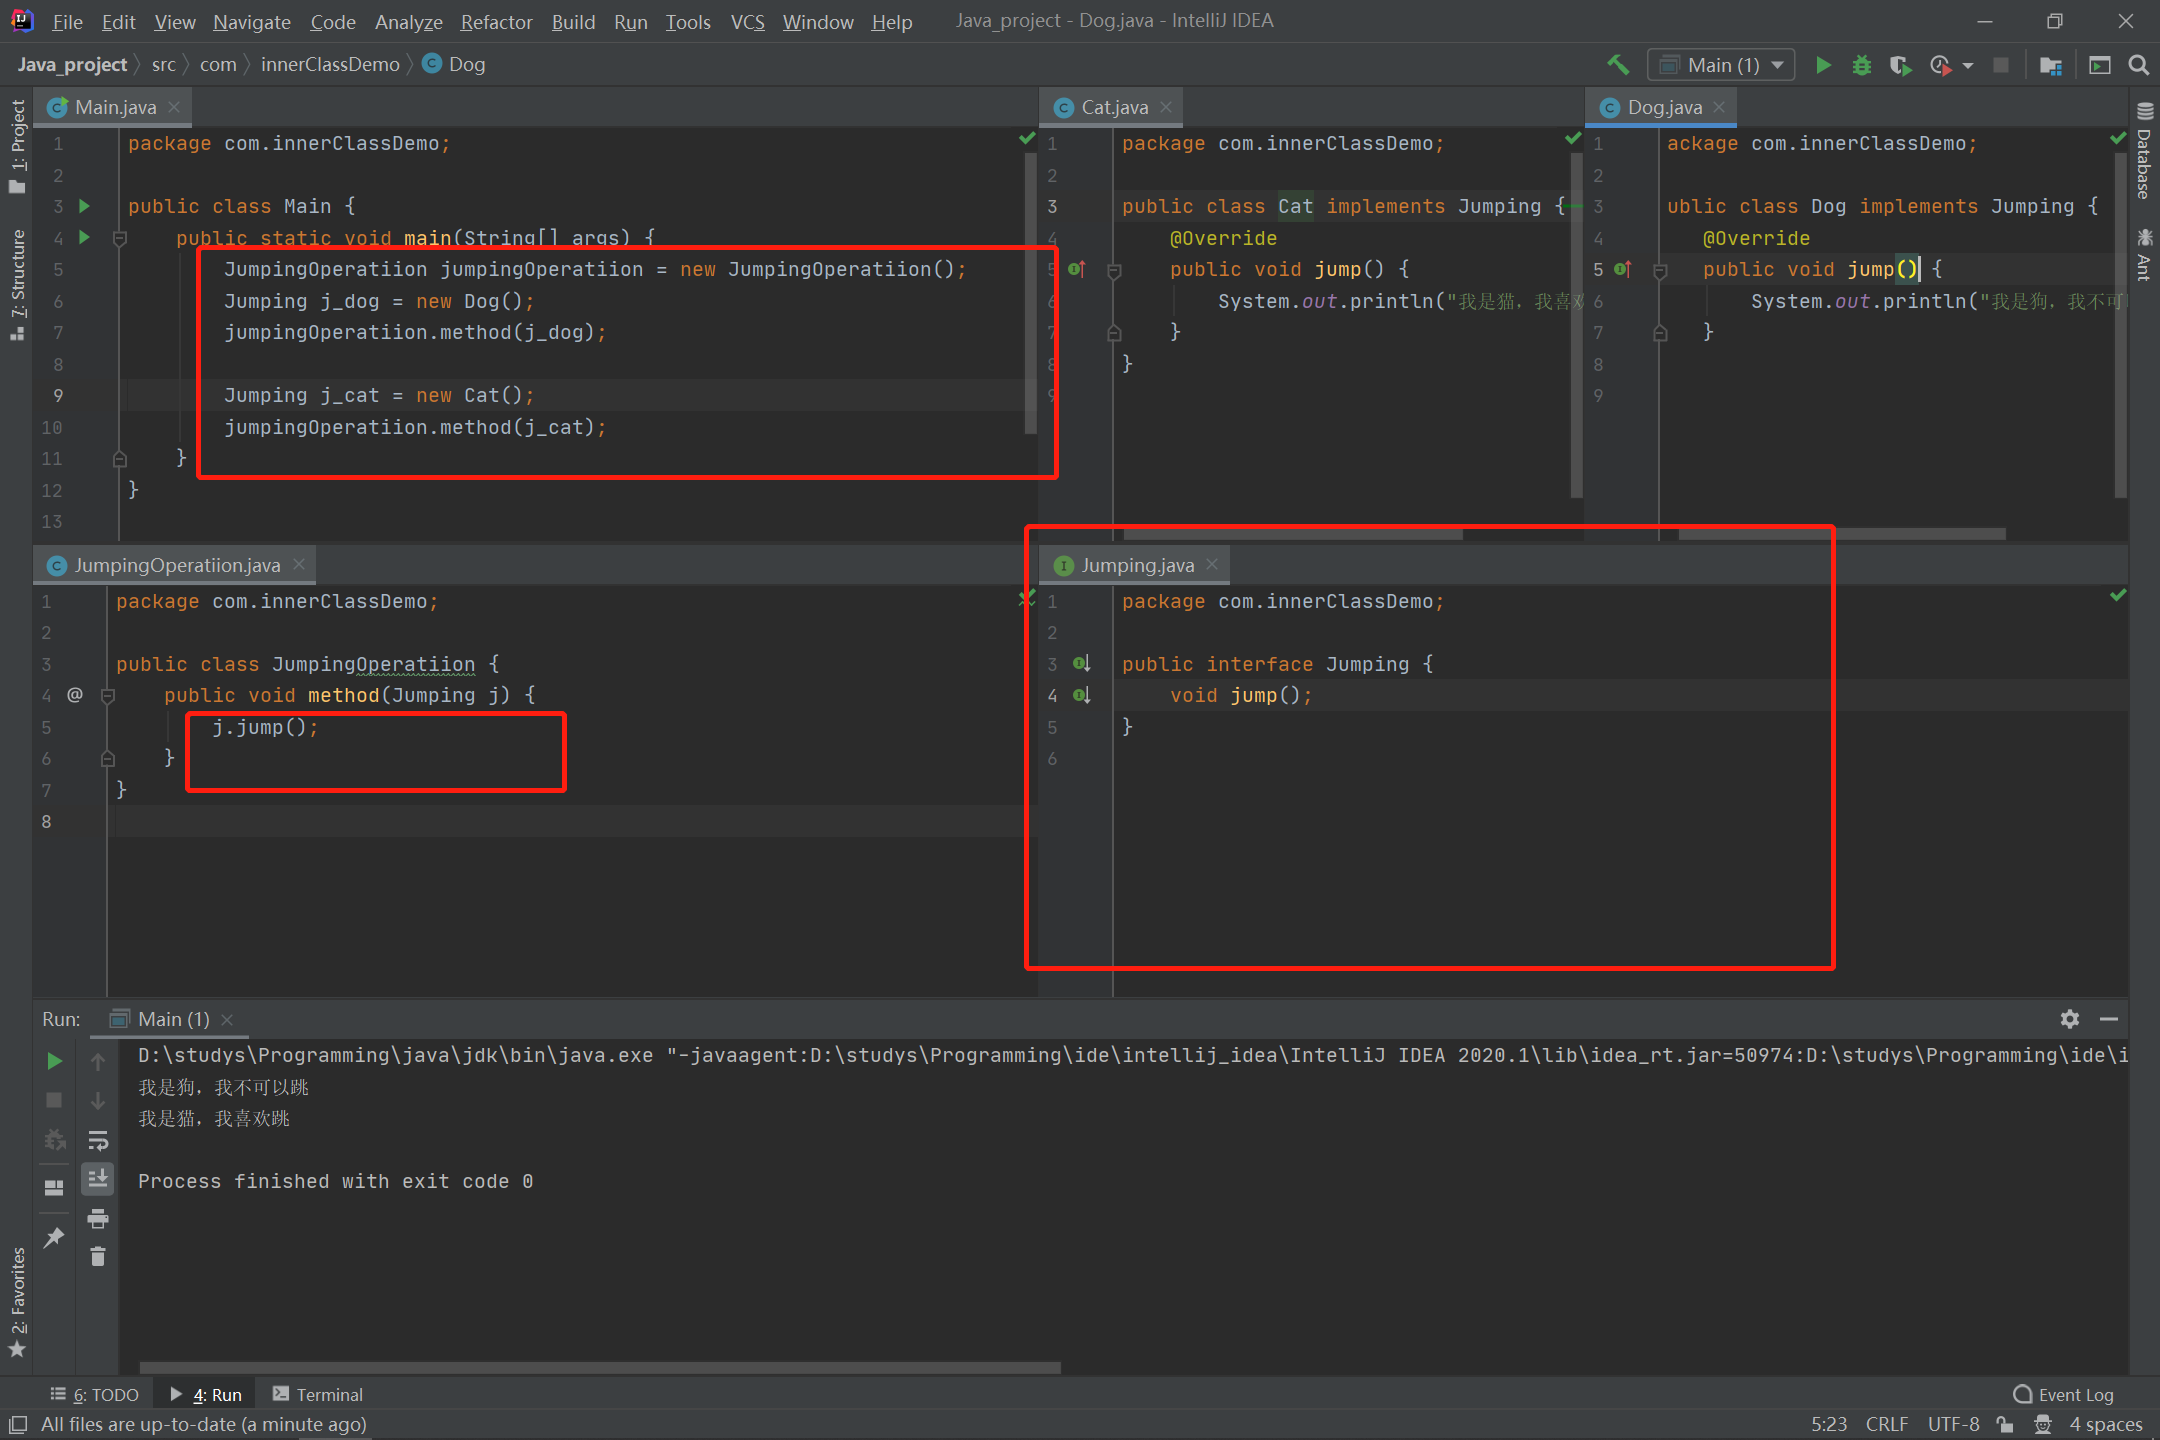 File Edit View Navigate Code Analyze Refactor Build Run Tools VCS Window Help Java_project - Dog.java - IntelliJ IDEA
Java_project src com innerClassDemo Dog Main (1)
1: Project
7: Structure
2: Favorites
Database
Ant
Main.java
1 package com.innerClassDemo;
2
3 public class Main {
4 public static void main(String[] args) {
5 JumpingOperatiion jumpingOperatiion = new JumpingOperatiion();
6 Jumping j_dog = new Dog();
7 jumpingOperatiion.method(j_dog);
8
9 Jumping j_cat = new Cat();
10 jumpingOperatiion.method(j_cat);
11 }
12 }
13
Cat.java
1 package com.innerClassDemo;
2
3 public class Cat implements Jumping {
4 @Override
5 public void jump() {
6 System.out.println("我是猫，我喜欢
7 }
8 }
9
Dog.java
1 ackage com.innerClassDemo;
2
3 ublic class Dog implements Jumping {
4 @Override
5 public void jump() {
6 System.out.println("我是狗，我不可
7 }
8
9
JumpingOperatiion.java
1 package com.innerClassDemo;
2
3 public class JumpingOperatiion {
4 @ public void method(Jumping j) {
5 j.jump();
6 }
7 }
8
Jumping.java
1 package com.innerClassDemo;
2
3 public interface Jumping {
4 void jump();
5 }
6
Run: Main (1)
D:\studys\Programming\java\jdk\bin\java.exe "-javaagent:D:\studys\Programming\ide\intellij_idea\IntelliJ IDEA 2020.1\lib\idea_rt.jar=50974:D:\studys\Programming\ide\i
我是狗，我不可以跳
我是猫，我喜欢跳
Process finished with exit code 0
6: TODO 4: Run Terminal Event Log
All files are up-to-date (a minute ago) 5:23 CRLF UTF-8 4 spaces